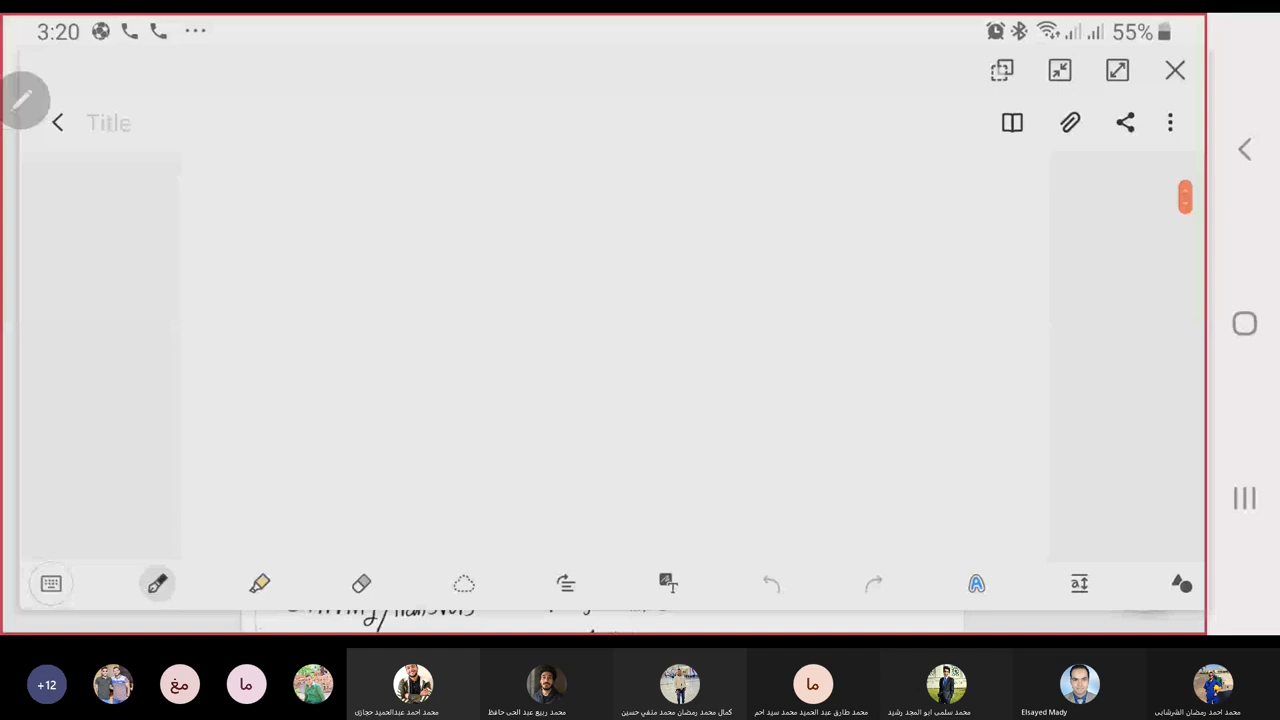 3:20
55%
Title
+12
مغ
ما
محمد احمد عبدالحميد حجازى
محمد ربيع عبد الحى حافظ
كمال محمد رمضان محمد متقي حسين
ما
محمد طارق عبد الحميد محمد سيد احم
محمد سلمى ابو المجد رشيد
Elsayed Mady
محمد احمد رمضان الشرشابى